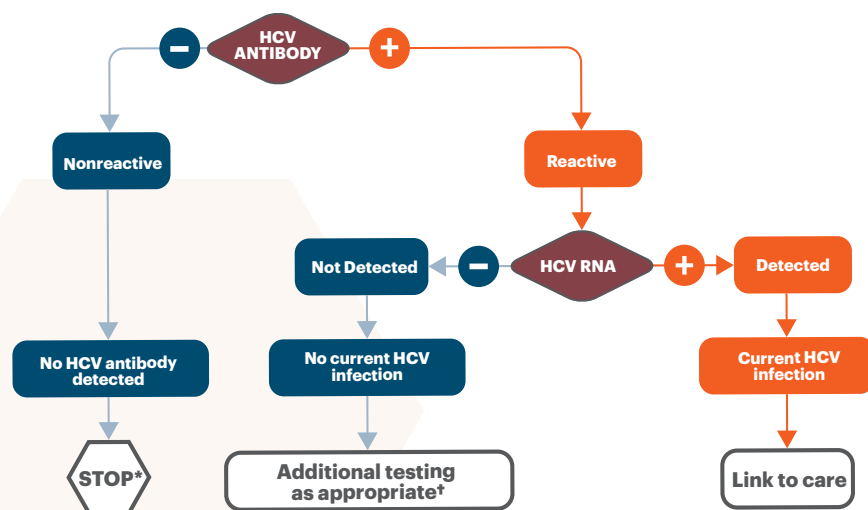 HCV
ANTIBODY
−
+
Nonreactive
Reactive
Not Detected
−
HCV RNA
+
Detected
No HCV antibody
detected
No current HCV
infection
Current HCV
infection
STOP*
Additional testing
as appropriate†
Link to care